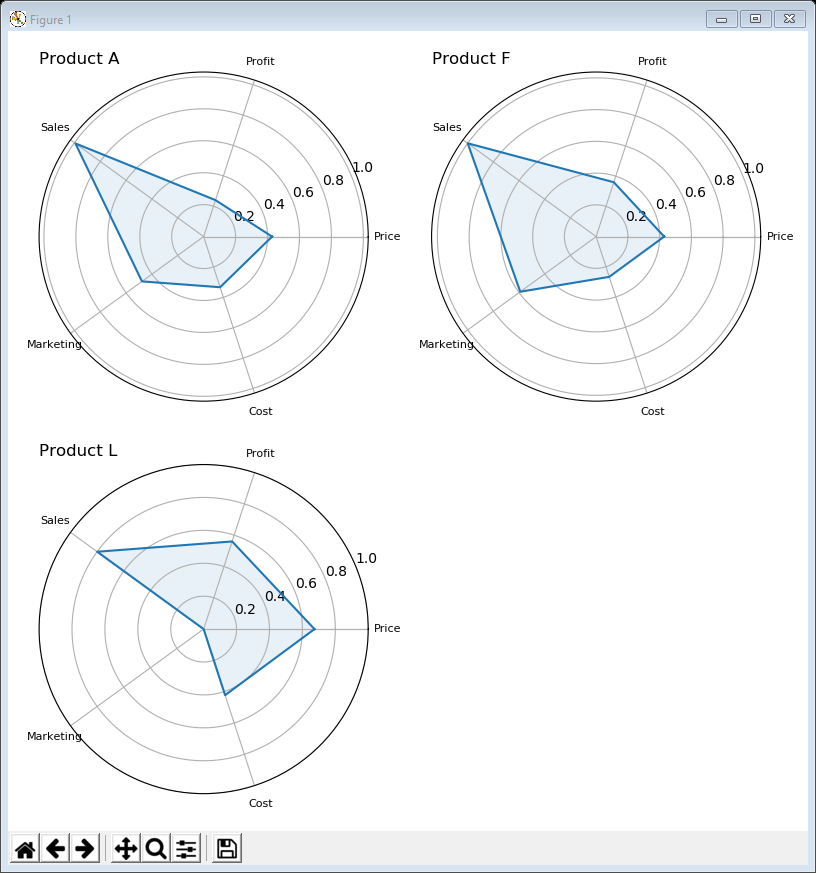 Figure 1
Product A
Profit
Sales
1.0
0.8
0.6
0.4
0.2
Price
Marketing
Cost
Product F
Profit
Sales
1.0
0.8
0.6
0.4
0.2
Price
Marketing
Cost
Product L
Profit
Sales
1.0
0.8
0.6
0.4
0.2
Price
Marketing
Cost